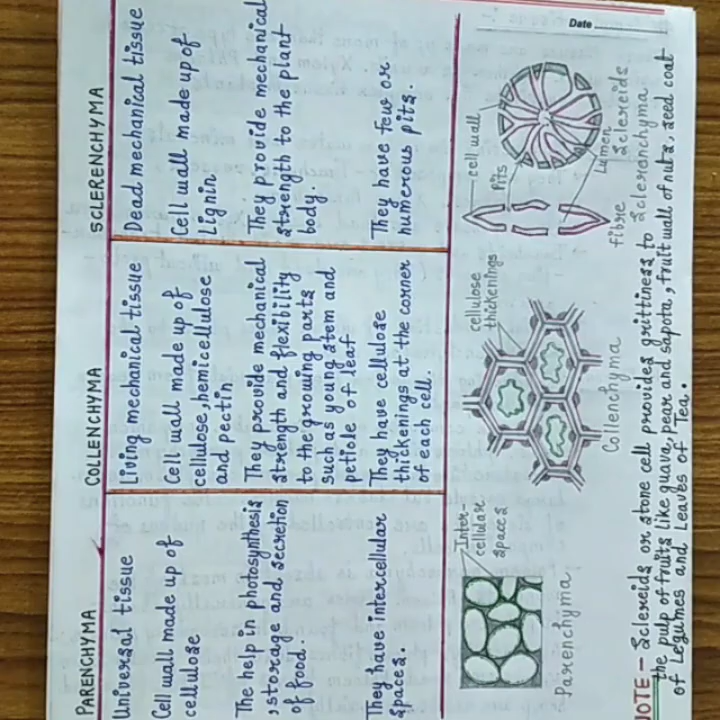 Date
PARENCHYMA
Universal tissue
Cell wall made up of
cellulose
The help in photosynthesis
, storage and secretion
of food.
They have intercellular
spaces.
COLLENCHYMA
Living mechanical tissue
Cell wall made up of
cellulose, hemicellulose
and pectin
They provide mechanical
strength and flexibility
to the growing parts
such as young stem and
petiole of leaf
They have cellulose
thickenings at the corner
of each cell.
SCLERENCHYMA
Dead mechanical tissue
Cell wall made up of
Lignin
They provide mechanical
strength to the plant
body.
They have few or
numerous pits.
Inter-
cellular
spaces
Parenchyma
cellulose
thickenings
Collenchyma
cell wall
Pits
Lumen
fibre
Sclereids
Sclerenchyma
NOTE – Sclereids or stone cell provides grittiness to
the pulp of fruits like guava, pear and sapota, fruit wall of nuts, seed coat
of Legumes and Leaves of Tea.